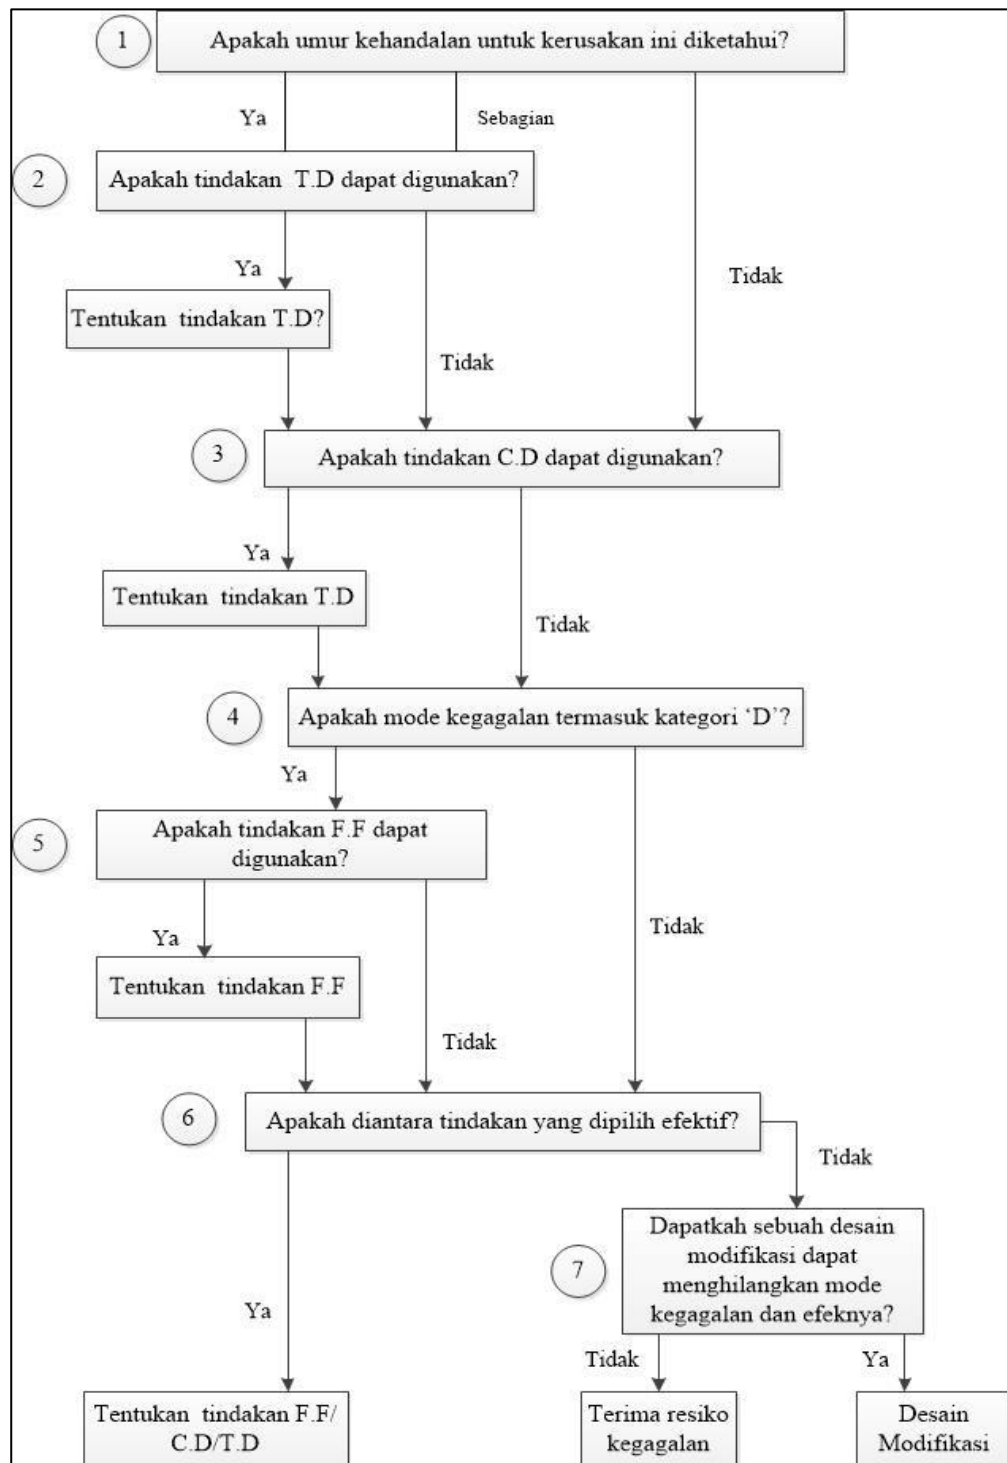 1
Apakah umur kehandalan untuk kerusakan ini diketahui?
Ya
Sebagian
2
Apakah tindakan T.D dapat digunakan?
Ya
Tidak
Tentukan tindakan T.D?
Tidak
3
Apakah tindakan C.D dapat digunakan?
Ya
Tentukan tindakan T.D
Tidak
4
Apakah mode kegagalan termasuk kategori ‘D’?
Ya
5
Apakah tindakan F.F dapat
digunakan?
Ya
Tidak
Tentukan tindakan F.F
Tidak
6
Apakah diantara tindakan yang dipilih efektif?
Tidak
7
Dapatkah sebuah desain
modifikasi dapat
menghilangkan mode
kegagalan dan efeknya?
Ya
Tidak
Ya
Tentukan tindakan F.F/
C.D/T.D
Terima resiko
kegagalan
Desain
Modifikasi